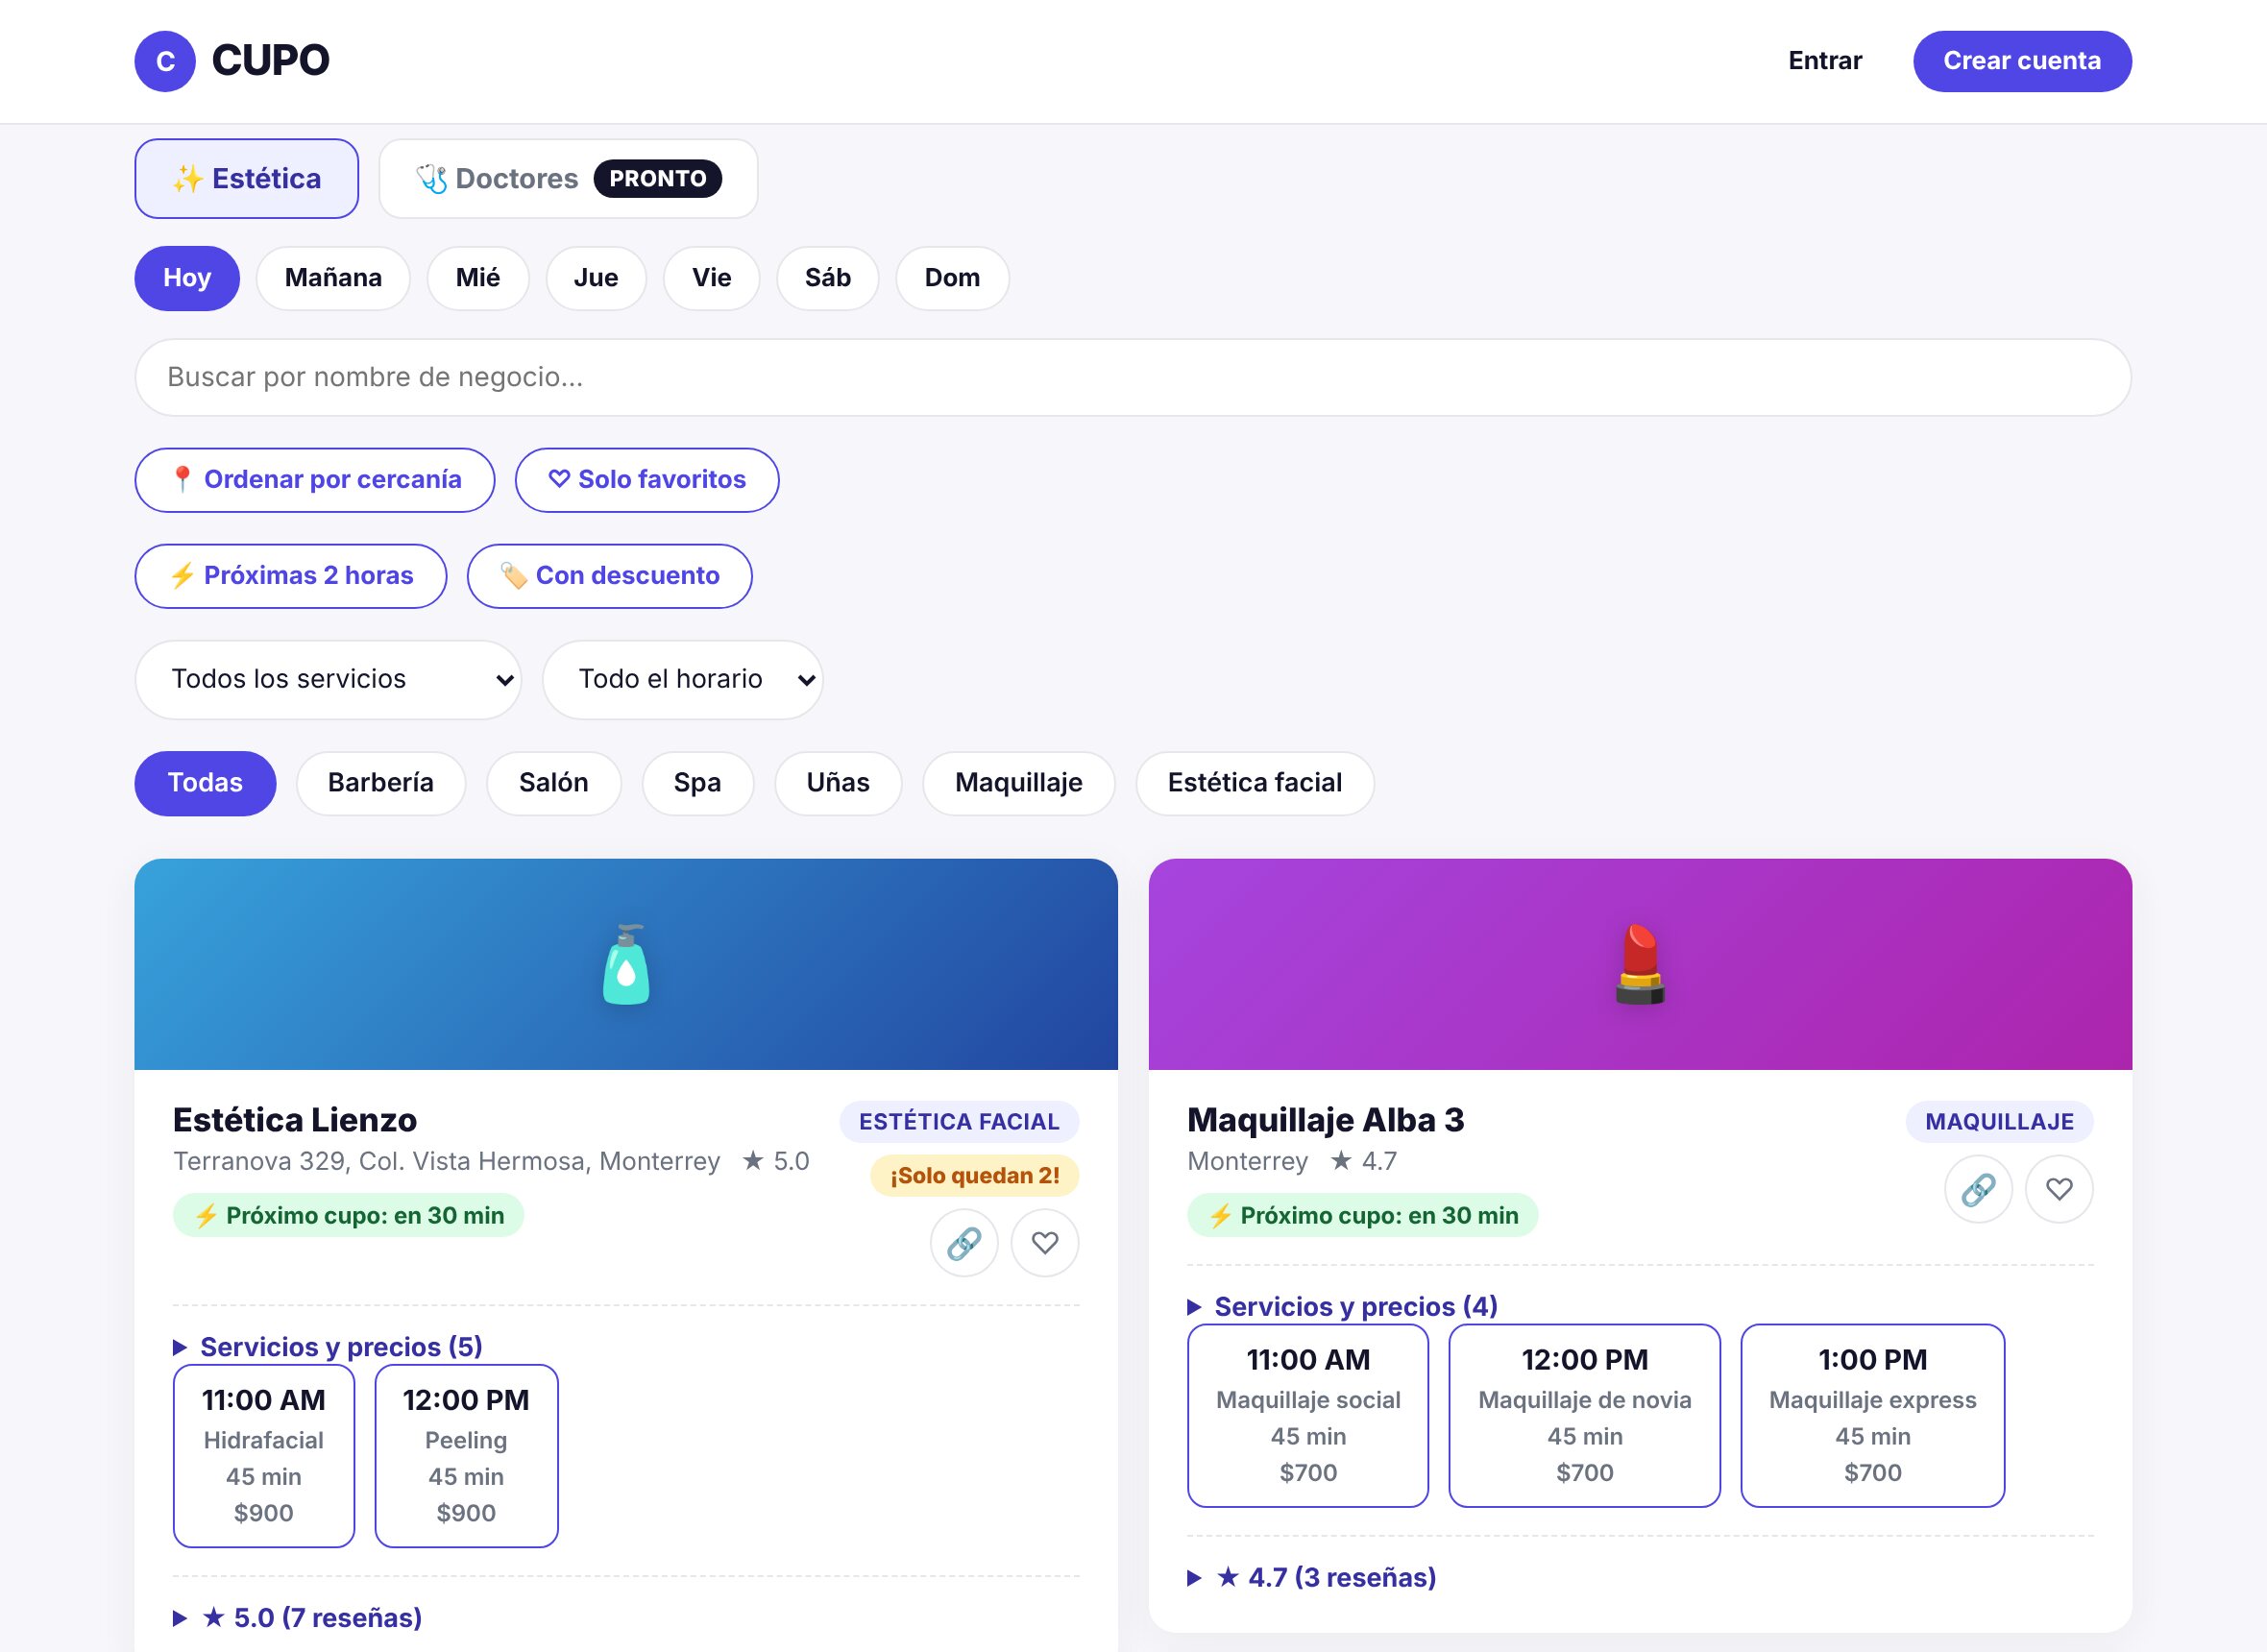 C CUPO Entrar Crear cuenta
✨ Estética 🩺 Doctores PRONTO
Hoy Mañana Mié Jue Vie Sáb Dom
Buscar por nombre de negocio...
📍 Ordenar por cercanía ♡ Solo favoritos
⚡ Próximas 2 horas 🏷️ Con descuento
Todos los servicios Todo el horario
Todas Barbería Salón Spa Uñas Maquillaje Estética facial
Estética Lienzo ESTÉTICA FACIAL
Terranova 329, Col. Vista Hermosa, Monterrey ★ 5.0
¡Solo quedan 2!
⚡ Próximo cupo: en 30 min
▶ Servicios y precios (5)
11:00 AM 12:00 PM
Hidrafacial Peeling
45 min 45 min
$900 $900
▶ ★ 5.0 (7 reseñas)
Maquillaje Alba 3 MAQUILLAJE
Monterrey ★ 4.7
⚡ Próximo cupo: en 30 min
▶ Servicios y precios (4)
11:00 AM 12:00 PM 1:00 PM
Maquillaje social Maquillaje de novia Maquillaje express
45 min 45 min 45 min
$700 $700 $700
▶ ★ 4.7 (3 reseñas)